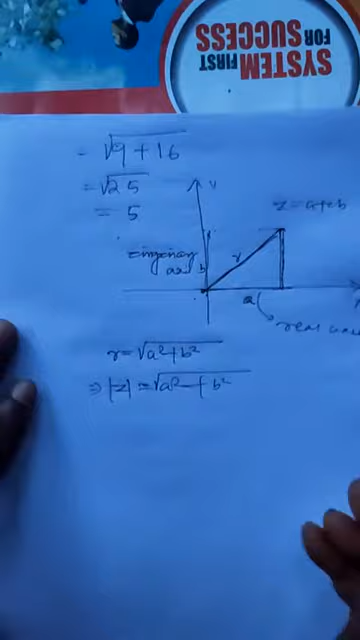 SYSTEM FIRST
FOR SUCCESS
= √9+16
= √25
= 5
y
z = a+ib
imaginary
axis b
r
a
real axis
r = √a²+b²
⇒ |z| = √a²+b²